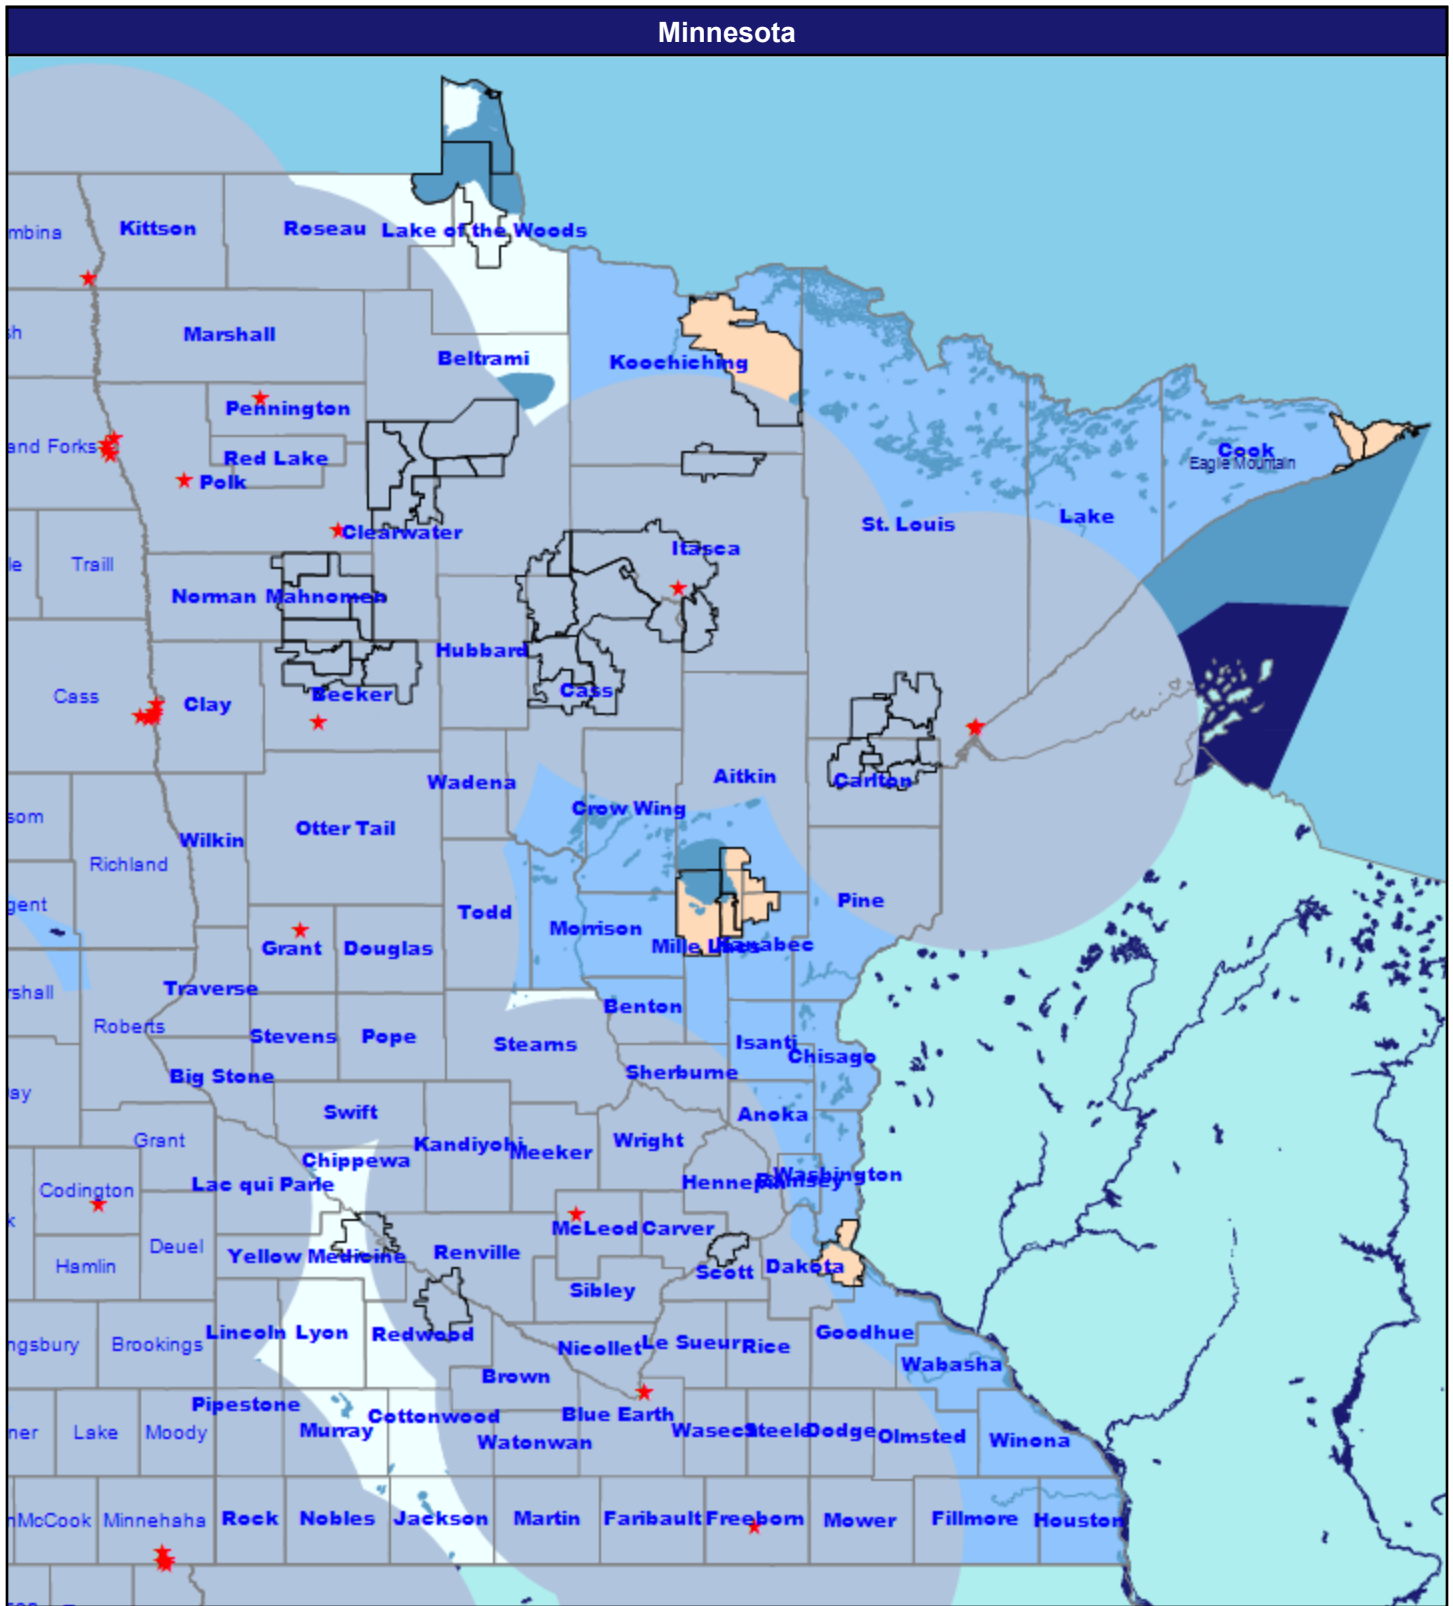 Minnesota
mbina
Kittson
Roseau
Lake of the Woods
sh
Marshall
Beltrami
Koochiching
Pennington
and Forks
Red Lake
Polk
Cook
Eagle Mountain
Clearwater
St. Louis
Lake
le
Traill
Itasca
Norman
Mahnomen
Hubbard
Cass
Clay
Becker
Cass
Wadena
Crow Wing
Aitkin
Carlton
som
Richland
Wilkin
Otter Tail
gent
Todd
Morrison
Pine
Grant
Douglas
Mille Lacs
Kanabec
rshall
Traverse
Roberts
Stevens
Pope
Stearns
Benton
Isanti
Chisago
Big Stone
Sherburne
ay
Swift
Anoka
Grant
Kandiyohi
Meeker
Wright
Chippewa
Codington
Lac qui Parle
Hennepin
Ramsey
Washington
Deuel
Hamlin
Yellow Medicine
Renville
McLeod
Carver
Scott
Dakota
Sibley
ngsbury
Brookings
Lincoln
Lyon
Redwood
Nicollet
Le Sueur
Rice
Goodhue
Wabasha
Brown
ner
Lake
Moody
Pipestone
Murray
Cottonwood
Watonwan
Blue Earth
Waseca
Steele
Dodge
Olmsted
Winona
McCook
Minnehaha
Rock
Nobles
Jackson
Martin
Faribault
Freeborn
Mower
Fillmore
Houston